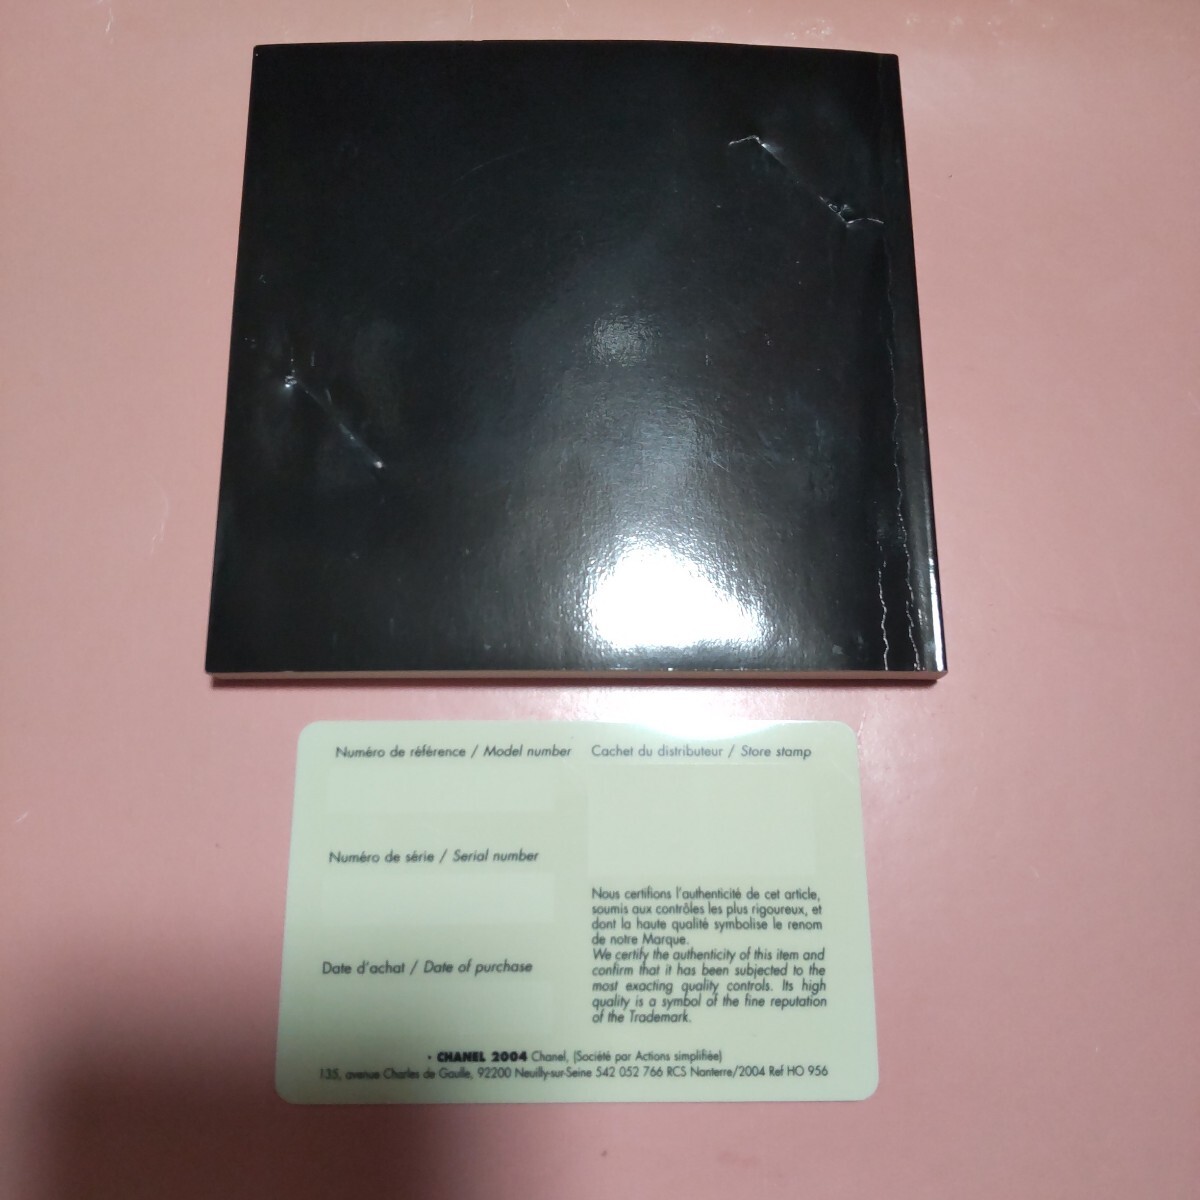 Numéro de référence / Model number
Cachet du distributeur / Store stamp
Numéro de série / Serial number
Date d'achat / Date of purchase
Nous certifions l'authenticité de cet article,
soumis aux contrôles les plus rigoureux, et
dont la haute qualité symbolise le renom
de notre Marque.
We certify the authenticity of this item and
confirm that it has been subjected to the
most exacting quality controls. Its high
quality is a symbol of the fine reputation
of the Trademark.
• CHANEL 2004 Chanel, (Société par Actions simplifiée)
135, avenue Charles de Gaulle, 92200 Neuilly-sur-Seine 542 052 766 RCS Nanterre/2004 Ref HO 956